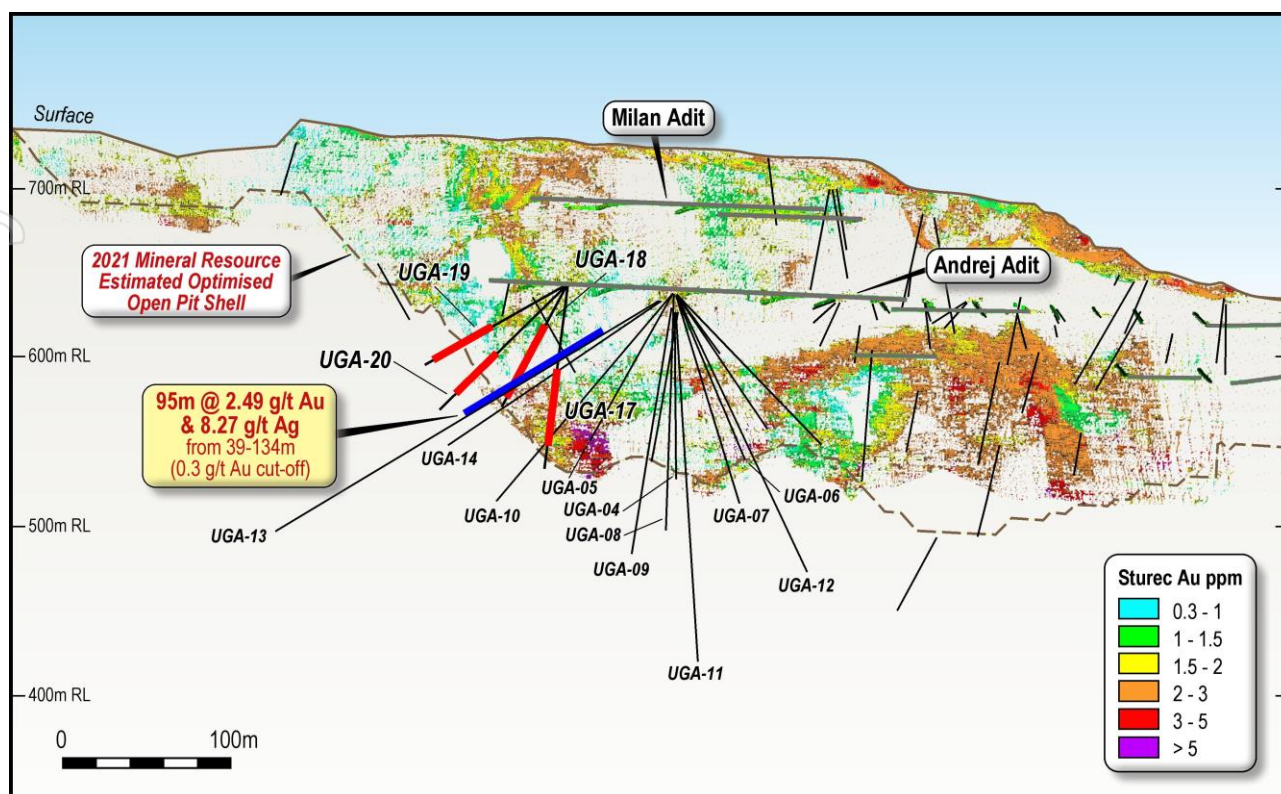 Surface
Milan Adit
700m RL
2021 Mineral Resource
Estimated Optimised
Open Pit Shell
UGA-19
UGA-18
Andrej Adit
600m RL
UGA-20
95m @ 2.49 g/t Au
& 8.27 g/t Ag
from 39-134m
(0.3 g/t Au cut-off)
UGA-17
UGA-14
UGA-05
UGA-10
UGA-04
UGA-06
UGA-07
UGA-13
500m RL
UGA-08
UGA-09
UGA-12
UGA-11
400m RL
0
100m
Sturec Au ppm
0.3 - 1
1 - 1.5
1.5 - 2
2 - 3
3 - 5
> 5